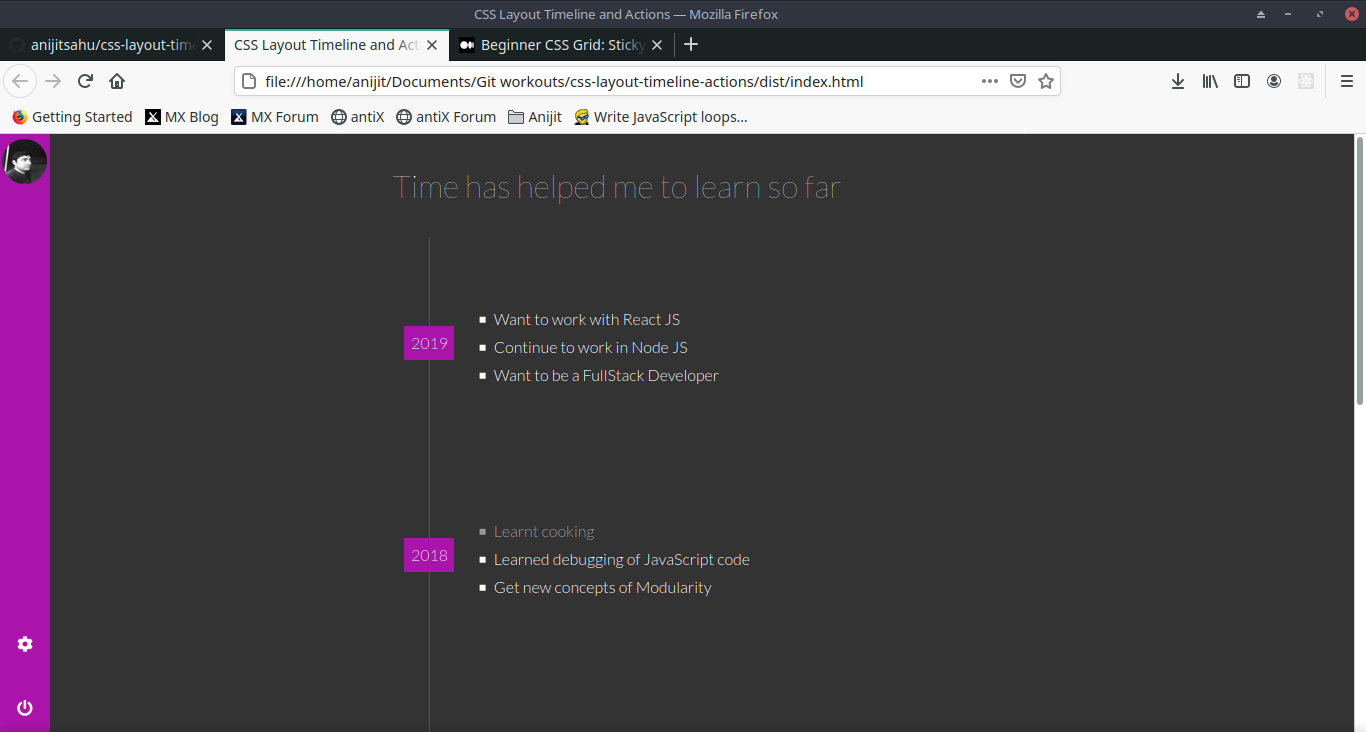 CSS Layout Timeline and Actions — Mozilla Firefox
anijitsahu/css-layout-tim
CSS Layout Timeline and Act
Beginner CSS Grid: Sticky
file:///home/anijit/Documents/Git workouts/css-layout-timeline-actions/dist/index.html
Getting Started
MX Blog
MX Forum
antiX
antiX Forum
Anijit
Write JavaScript loops...
Time has helped me to learn so far
2019
Want to work with React JS
Continue to work in Node JS
Want to be a FullStack Developer
2018
Learnt cooking
Learned debugging of JavaScript code
Get new concepts of Modularity